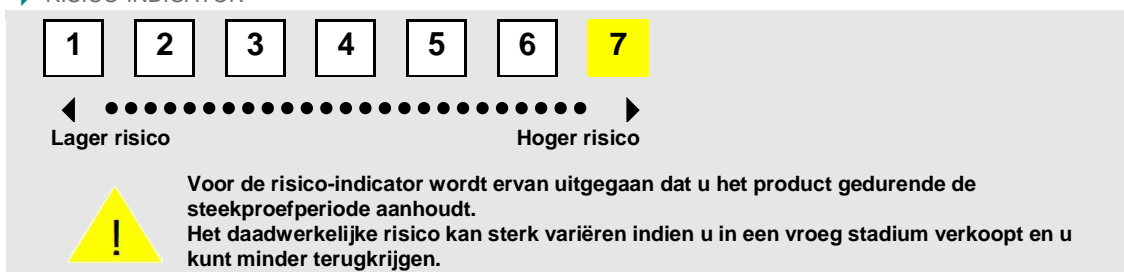 RISICO-INDICATOR
1 2 3 4 5 6 7
Lager risico Hoger risico
Voor de risico-indicator wordt ervan uitgegaan dat u het product gedurende de
steekproefperiode aanhoudt.
Het daadwerkelijke risico kan sterk variëren indien u in een vroeg stadium verkoopt en u
kunt minder terugkrijgen.
!